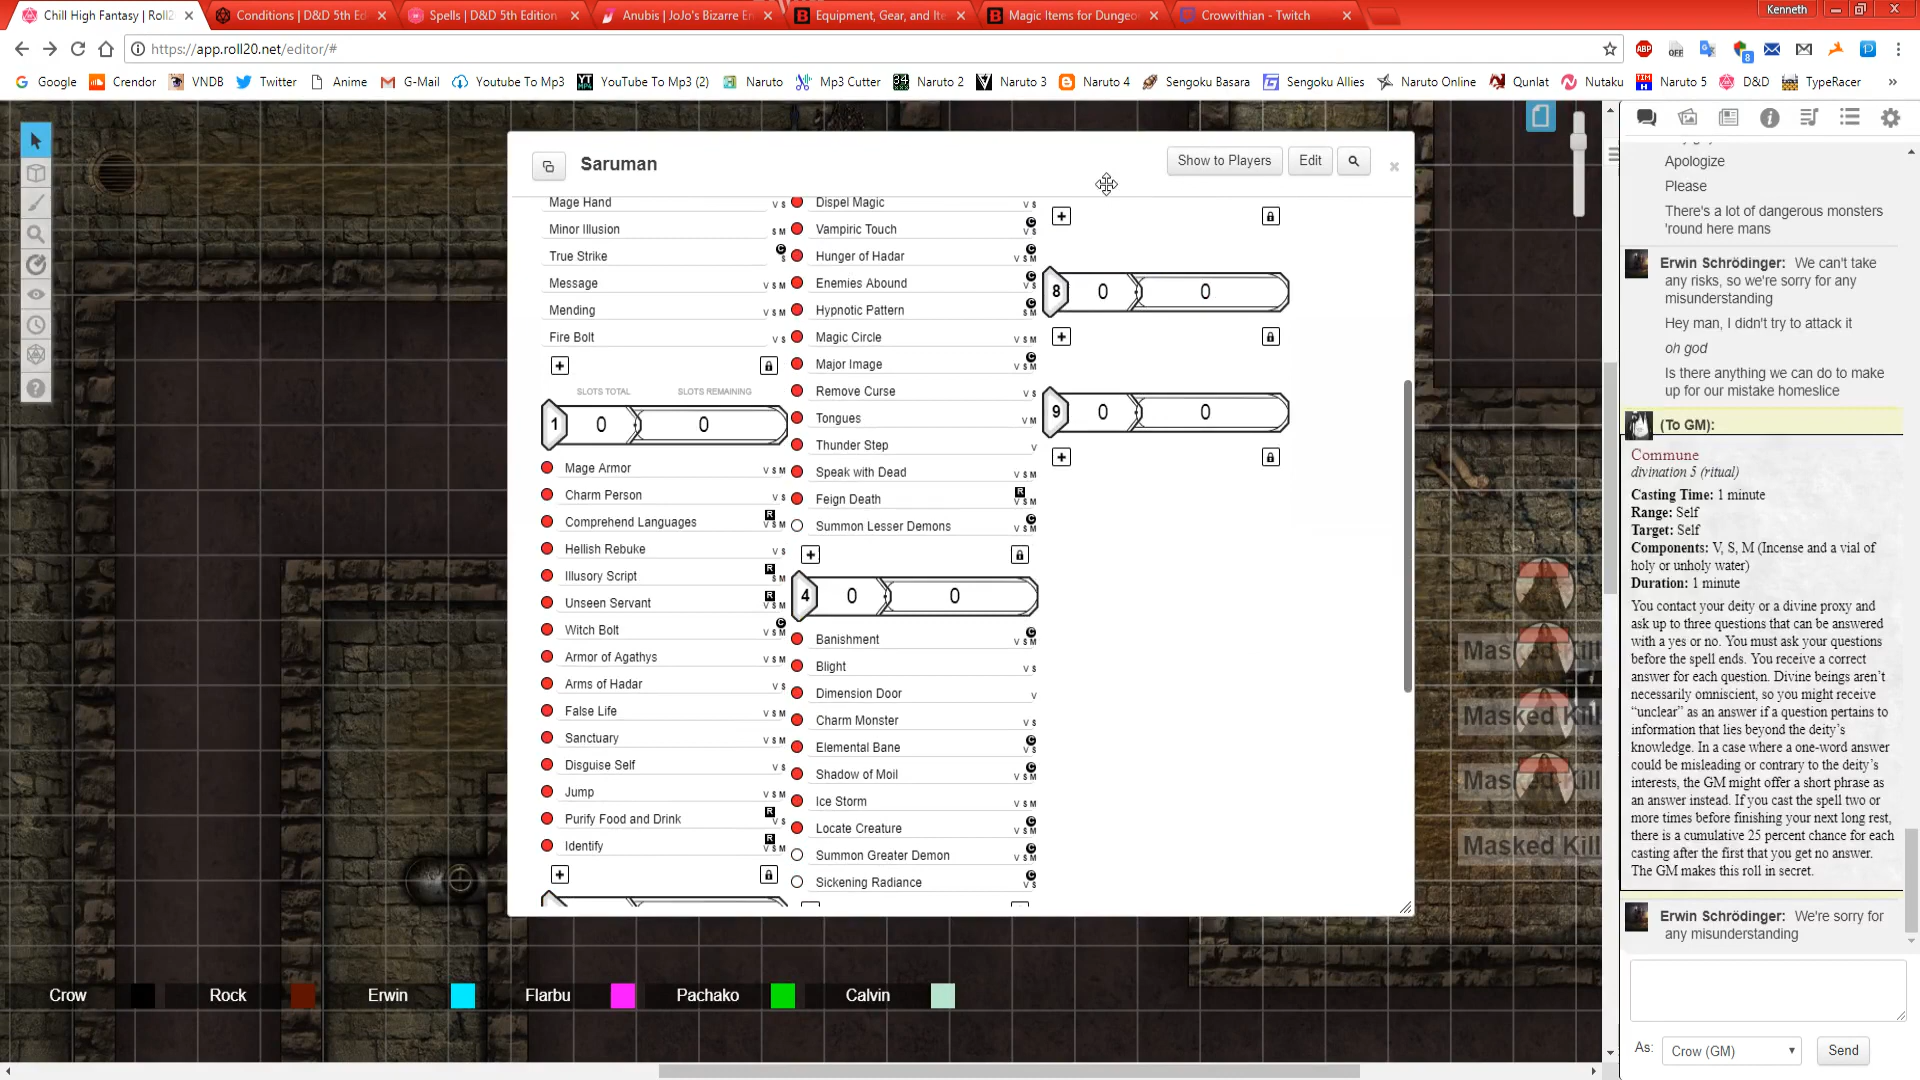 Chill High Fantasy | Roll2
Conditions | D&D 5th Ed
Spells | D&D 5th Edition
Anubis | JoJo's Bizarre En
Equipment, Gear, and Ite
Magic Items for Dungeo
Crowvithian - Twitch
Kenneth
https://app.roll20.net/editor/#
Google
Crendor
VNDB
Twitter
Anime
G-Mail
Youtube To Mp3
YouTube To Mp3 (2)
Naruto
Mp3 Cutter
Naruto 2
Naruto 3
Naruto 4
Sengoku Basara
Sengoku Allies
Naruto Online
Qunlat
Nutaku
Naruto 5
D&D
TypeRacer
»
Saruman
Show to Players
Edit
Mage Hand V S
Minor Illusion S M
True Strike C S
Message V S M
Mending V S M
Fire Bolt V S
SLOTS TOTAL SLOTS REMAINING
1 0 0
Mage Armor V S M
Charm Person V S
Comprehend Languages R V S M
Hellish Rebuke V S
Illusory Script R S M
Unseen Servant R V S M
Witch Bolt C V S M
Armor of Agathys V S M
Arms of Hadar V S
False Life V S M
Sanctuary V S M
Disguise Self V S
Jump V S M
Purify Food and Drink R V S
Identify R V S M
Dispel Magic V S
Vampiric Touch C V S
Hunger of Hadar C V S M
Enemies Abound C V S
Hypnotic Pattern C S M
Magic Circle V S M
Major Image C V S M
Remove Curse V S
Tongues V M
Thunder Step V
Speak with Dead V S M
Feign Death R V S M
Summon Lesser Demons C V S M
4 0 0
Banishment C V S M
Blight V S
Dimension Door V
Charm Monster V S
Elemental Bane C V S
Shadow of Moil C V S M
Ice Storm V S M
Locate Creature C V S M
Summon Greater Demon C V S M
Sickening Radiance C V S
8 0 0
9 0 0
Masked Kill
Masked Kill
Masked Kill
Masked Kill
Crow
Rock
Erwin
Flarbu
Pachako
Calvin
Apologize
Please
There's a lot of dangerous monsters
'round here mans
Erwin Schrödinger: We can't take
any risks, so we're sorry for any
misunderstanding
Hey man, I didn't try to attack it
oh god
Is there anything we can do to make
up for our mistake homeslice
(To GM):
Commune
divination 5 (ritual)
Casting Time: 1 minute
Range: Self
Target: Self
Components: V, S, M (Incense and a vial of
holy or unholy water)
Duration: 1 minute
You contact your deity or a divine proxy and
ask up to three questions that can be answered
with a yes or no. You must ask your questions
before the spell ends. You receive a correct
answer for each question. Divine beings aren't
necessarily omniscient, so you might receive
“unclear” as an answer if a question pertains to
information that lies beyond the deity's
knowledge. In a case where a one-word answer
could be misleading or contrary to the deity's
interests, the GM might offer a short phrase as
an answer instead. If you cast the spell two or
more times before finishing your next long rest,
there is a cumulative 25 percent chance for each
casting after the first that you get no answer.
The GM makes this roll in secret.
Erwin Schrödinger: We're sorry for
any misunderstanding
As: Crow (GM)
Send